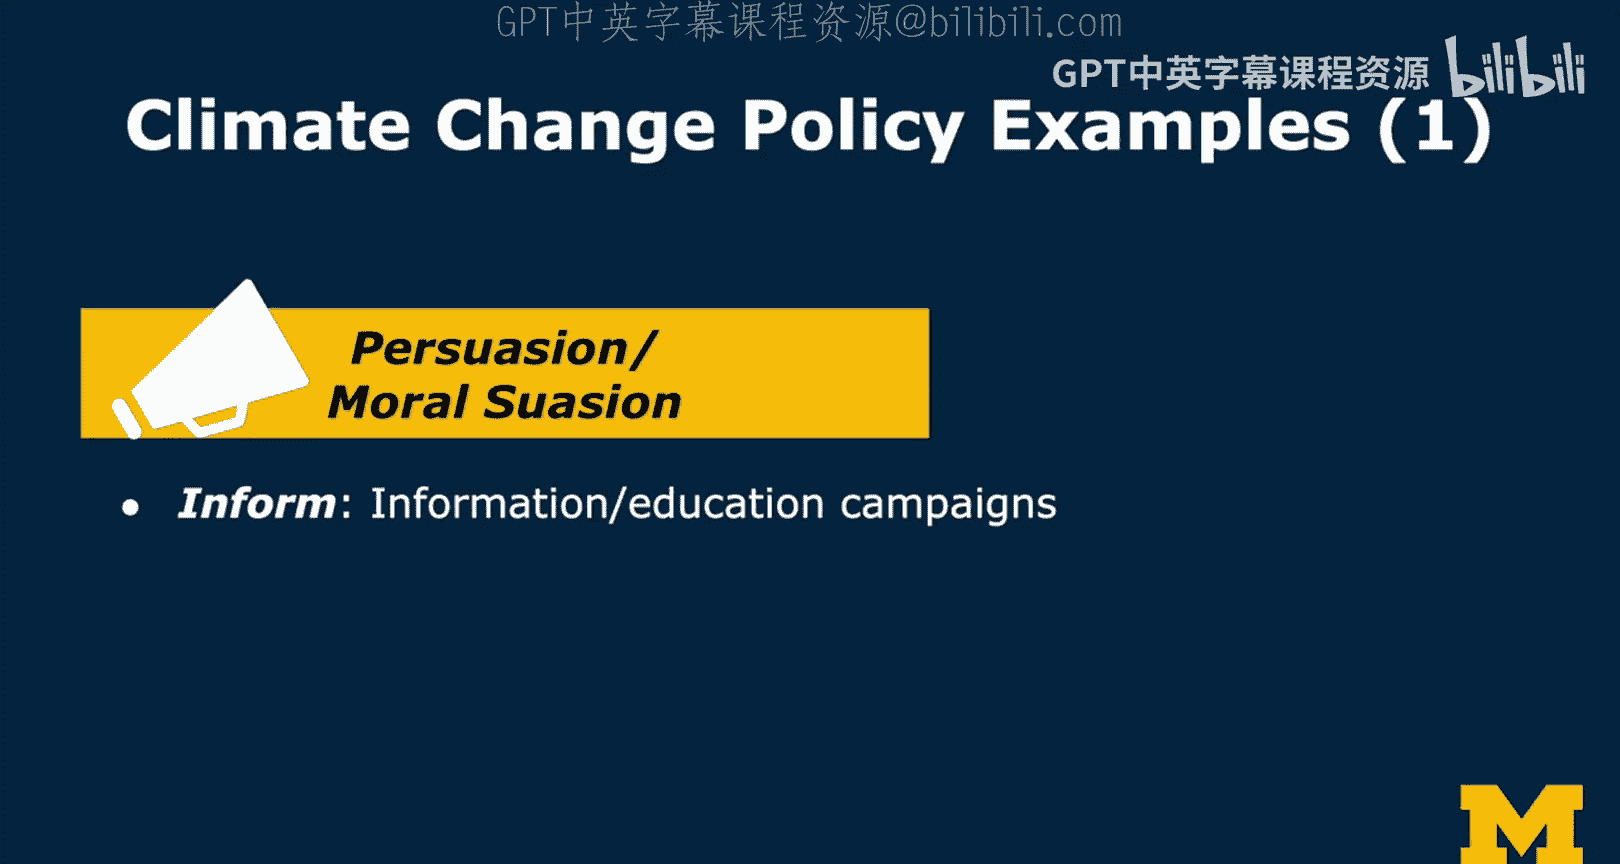 GPT中英字幕课程资源@bilibili.com
GPT中英字幕课程资源 bilibili
Climate Change Policy Examples (1)
Persuasion/
Moral Suasion
• Inform: Information/education campaigns
M